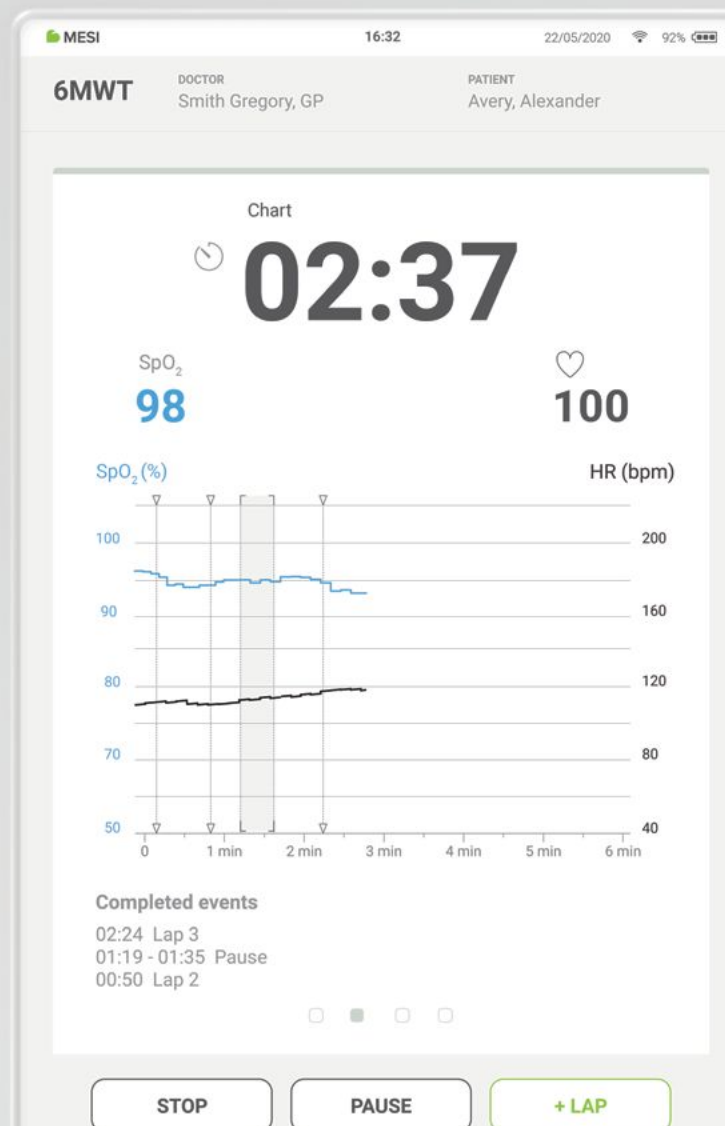 MESI 16:32 22/05/2020 92%
6MWT
DOCTOR PATIENT
Smith Gregory, GP Avery, Alexander
Chart
02:37
SpO₂
98 100
SpO₂ (%) HR (bpm)
100 200
90 160
80 120
70 80
50 40
0 1 min 2 min 3 min 4 min 5 min 6 min
Completed events
02:24 Lap 3
01:19 - 01:35 Pause
00:50 Lap 2
STOP PAUSE + LAP